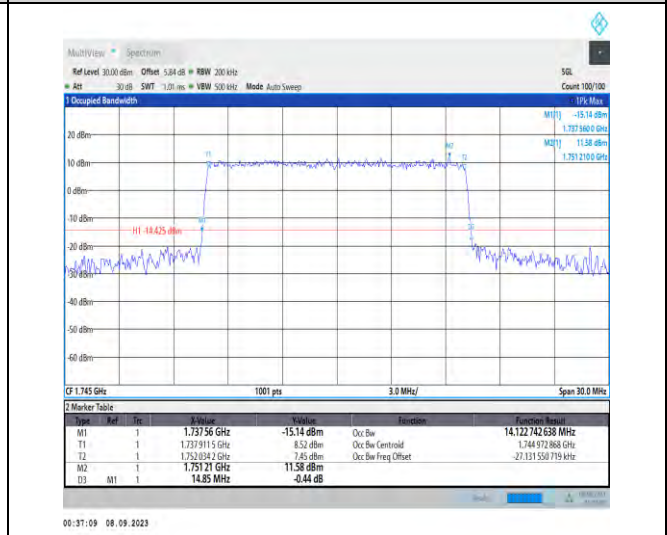 MultiView Spectrum
Ref Level 30.00 dBm Offset 5.84 dB RBW 200 kHz SGL
Att 30 dB SWT 1.01 ms VBW 500 kHz Mode Auto Sweep Count 100/100
1 Occupied Bandwidth 1Pk Max
M1[1] -15.14 dBm
1.737 560 0 GHz
M2[1] 11.58 dBm
1.751 210 0 GHz
20 dBm
M2
T1
T2
10 dBm
0 dBm
-10 dBm
M1
H1 -14.425 dBm
-20 dBm
-30 dBm
-40 dBm
-50 dBm
-60 dBm
CF 1.745 GHz 1001 pts 3.0 MHz/ Span 30.0 MHz
2 Marker Table
Type Ref Trc X-Value Y-Value Function Function Result
M1 1 1.737 56 GHz -15.14 dBm Occ Bw 14.122 742 638 MHz
T1 1 1.737 911 5 GHz 8.52 dBm Occ Bw Centroid 1.744 972 868 GHz
T2 1 1.752 034 2 GHz 7.45 dBm Occ Bw Freq Offset -27.131 550 719 kHz
M2 1 1.751 21 GHz 11.58 dBm
D3 M1 1 14.85 MHz -0.44 dB
00:37:09 08.09.2023